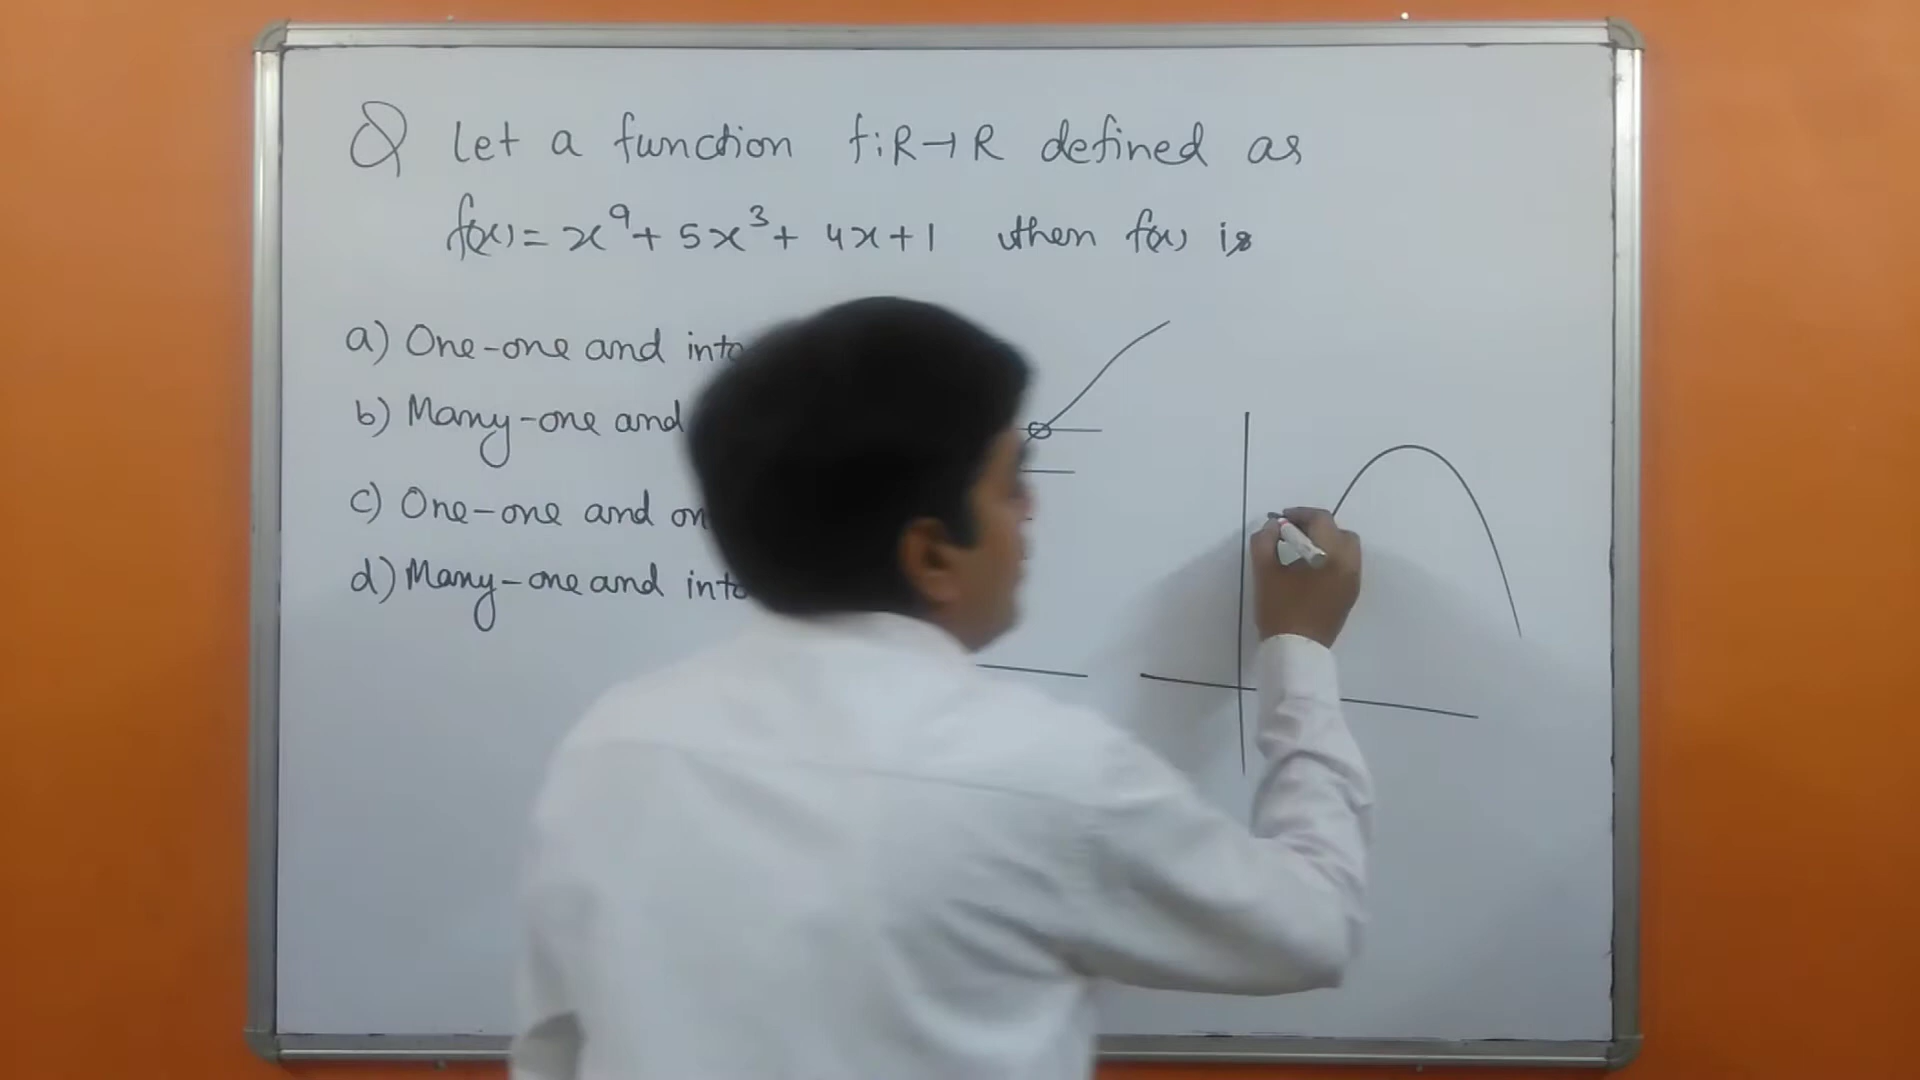 Q Let a function f:R→R defined as
f(x) = x⁹ + 5x³ + 4x + 1 then f(x) is
a) One-one and into
b) Many-one and
c) One-one and on
d) Many-one and into